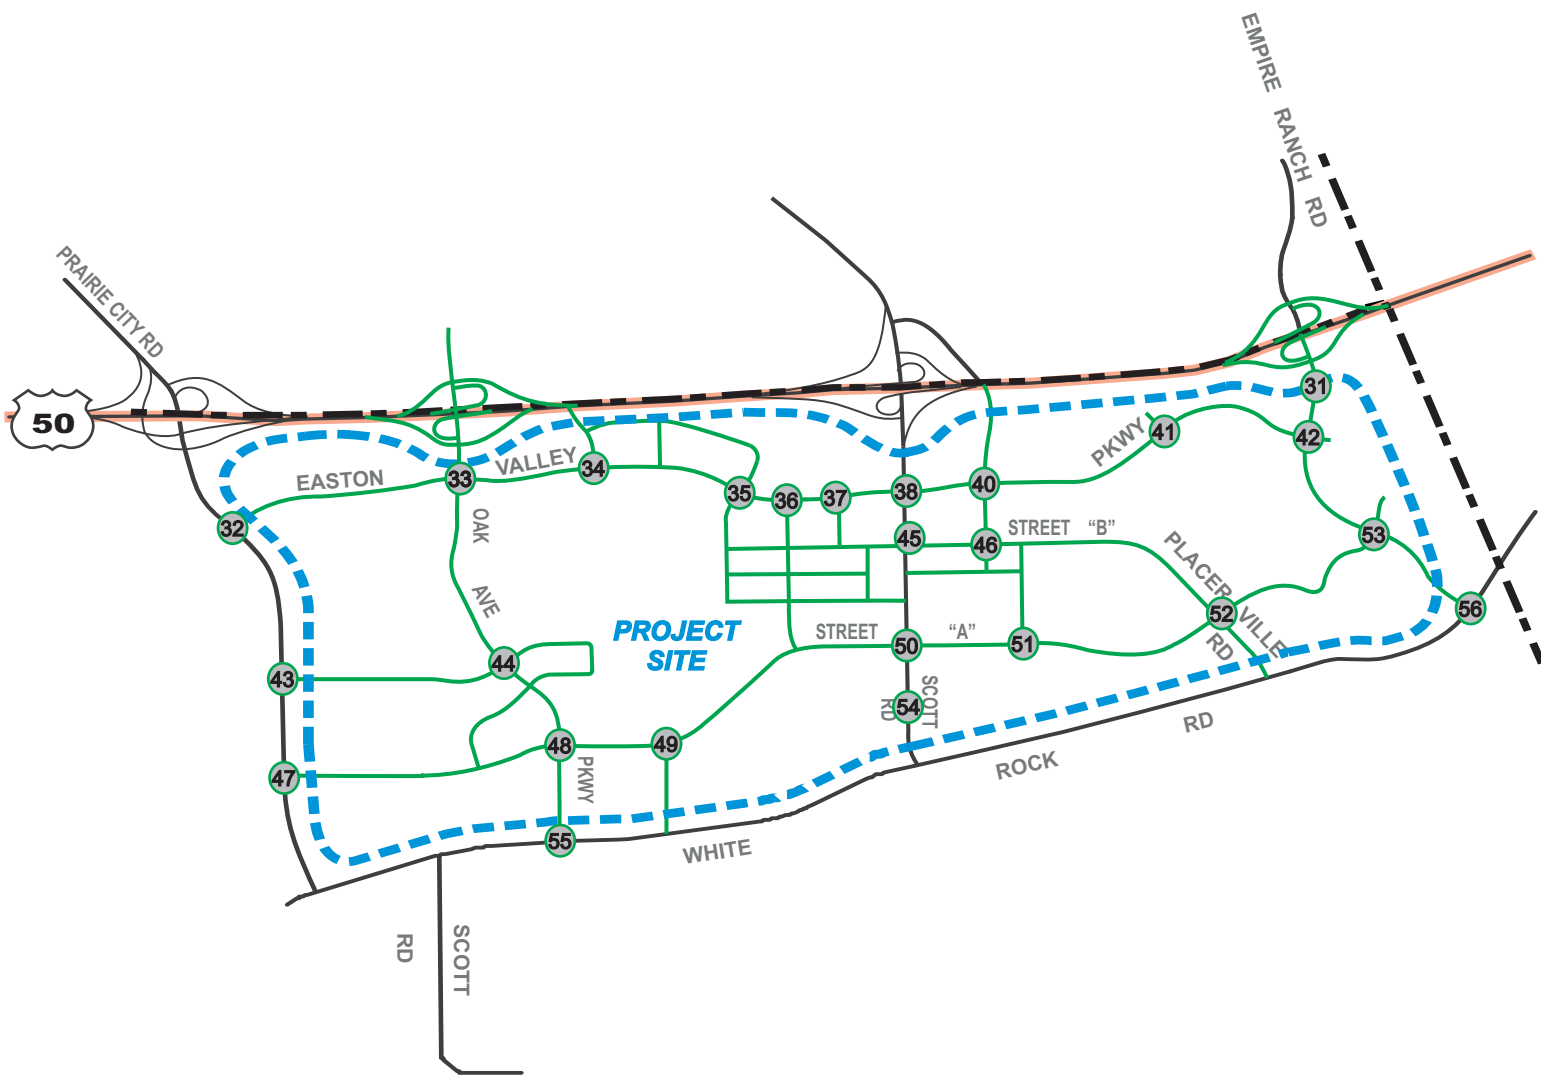 EMPIRE RANCH RD
PRAIRIE CITY RD
50
31
PKWY
41
42
EASTON
33
VALLEY
34
35
36
37
38
40
32
OAK
45
46
STREET "B"
53
PLACER VILLE
RD
AVE
52
56
PROJECT
SITE
STREET
50
"A"
51
44
43
SCOTT
RD
54
48
49
47
PKWY
ROCK
RD
55
WHITE
SCOTT
RD